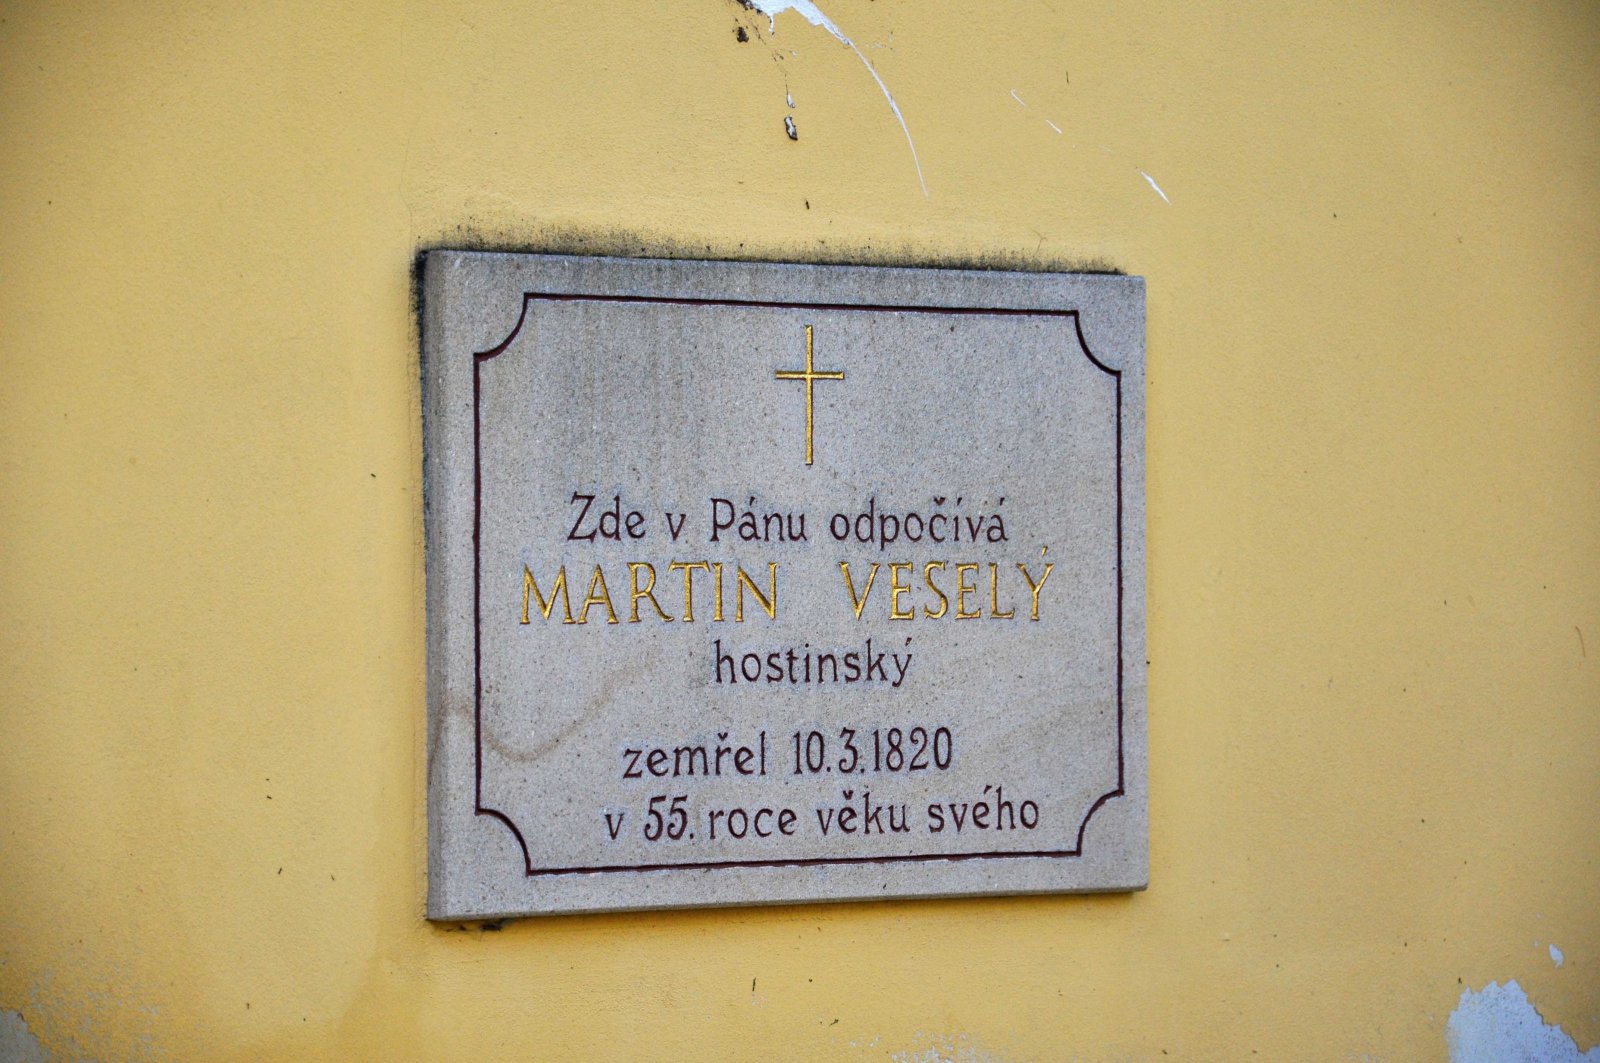 Zde v Pánu odpočívá
MARTIN VESELÝ
hostinský
zemřel 10.3.1820
v 55. roce věku svého